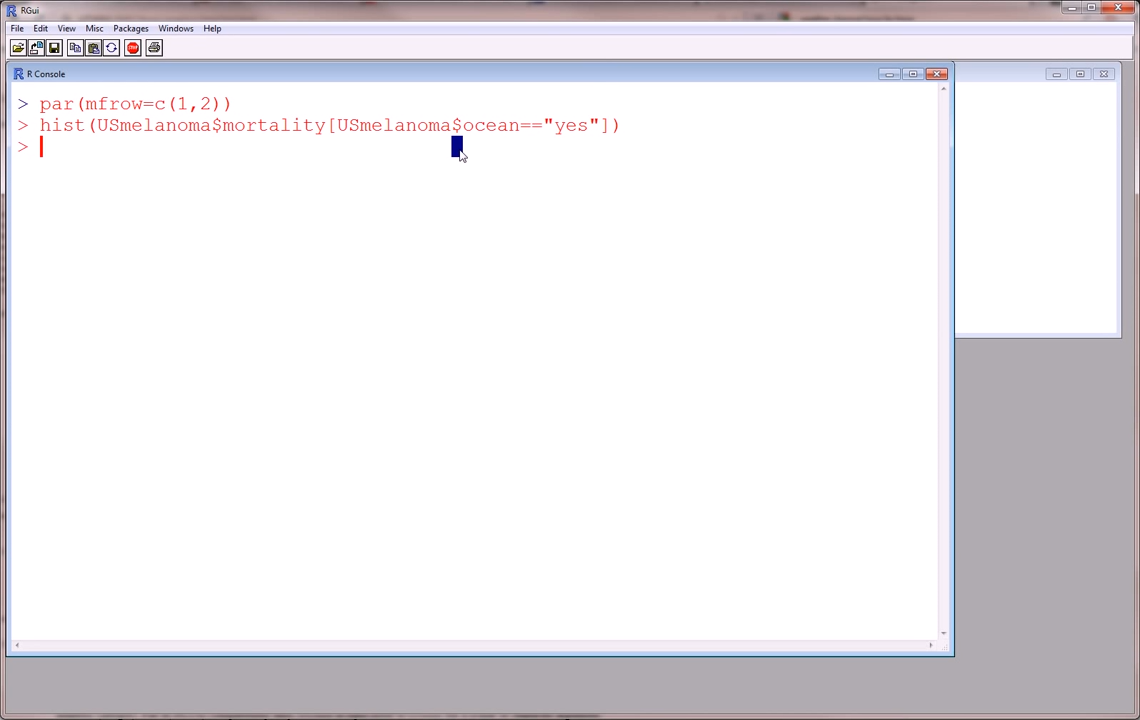 RGui
File Edit View Misc Packages Windows Help
STOP
R Console
> par(mfrow=c(1,2))
> hist(USmelanoma$mortality[USmelanoma$ocean=="yes"])
>